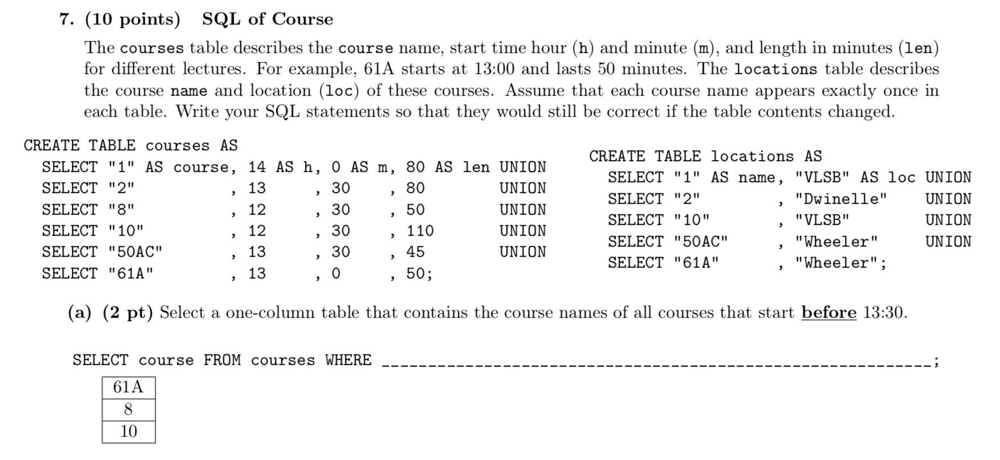 7. (10 points) SQL of Course
The courses table describes the course name, start time hour (h) and minute (m), and length in minutes (len)
for different lectures. For example, 61A starts at 13:00 and lasts 50 minutes. The locations table describes
the course name and location (loc) of these courses. Assume that each course name appears exactly once in
each table. Write your SQL statements so that they would still be correct if the table contents changed.
CREATE TABLE courses AS
SELECT "1" AS course, 14 AS h, 0 AS m, 80 AS len UNION
SELECT "2" , 13 , 30 , 80 UNION
SELECT "8" , 12 , 30 , 50 UNION
SELECT "10" , 12 , 30 , 110 UNION
SELECT "50AC" , 13 , 30 , 45 UNION
SELECT "61A" , 13 , 0 , 50;
CREATE TABLE locations AS
SELECT "1" AS name, "VLSB" AS loc UNION
SELECT "2" , "Dwinelle" UNION
SELECT "10" , "VLSB" UNION
SELECT "50AC" , "Wheeler" UNION
SELECT "61A" , "Wheeler";
(a) (2 pt) Select a one-column table that contains the course names of all courses that start before 13:30.
SELECT course FROM courses WHERE ___________________________________________________________;
61A
8
10